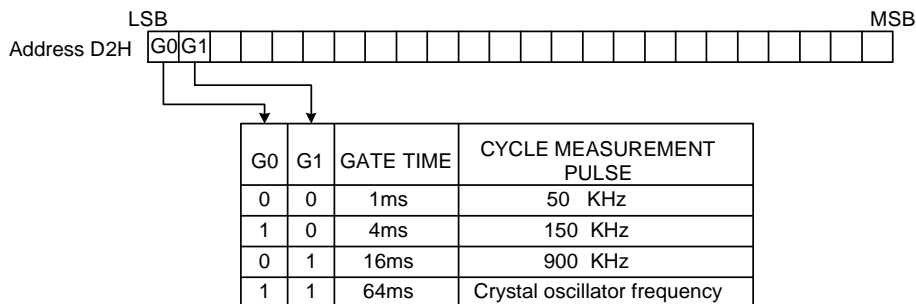 LSB MSB
Address D2H G0 G1
G0 G1 GATE TIME CYCLE MEASUREMENT PULSE
0 0 1ms 50 KHz
1 0 4ms 150 KHz
0 1 16ms 900 KHz
1 1 64ms Crystal oscillator frequency